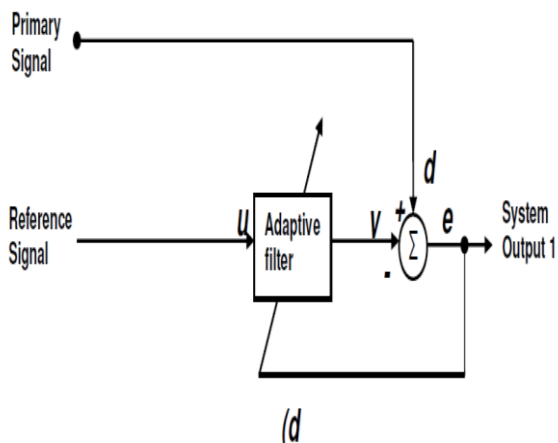 Primary
Signal
d
Reference
Signal
u
Adaptive
filter
v
+
Σ
-
e
System
Output 1
(d